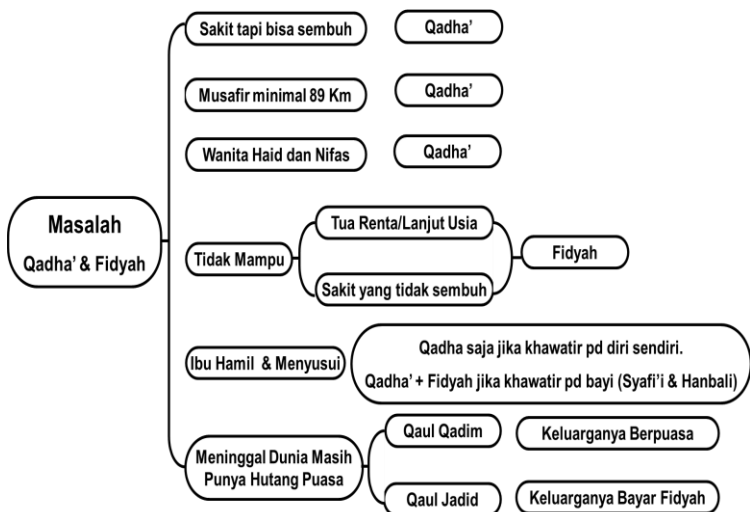 Masalah
Qadha' & Fidyah
Sakit tapi bisa sembuh
Qadha'
Musafir minimal 89 Km
Qadha'
Wanita Haid dan Nifas
Qadha'
Tidak Mampu
Tua Renta/Lanjut Usia
Sakit yang tidak sembuh
Fidyah
Ibu Hamil & Menyusui
Qadha saja jika khawatir pd diri sendiri.
Qadha' + Fidyah jika khawatir pd bayi (Syafi'i & Hanbali)
Meninggal Dunia Masih
Punya Hutang Puasa
Qaul Qadim
Keluarganya Berpuasa
Qaul Jadid
Keluarganya Bayar Fidyah